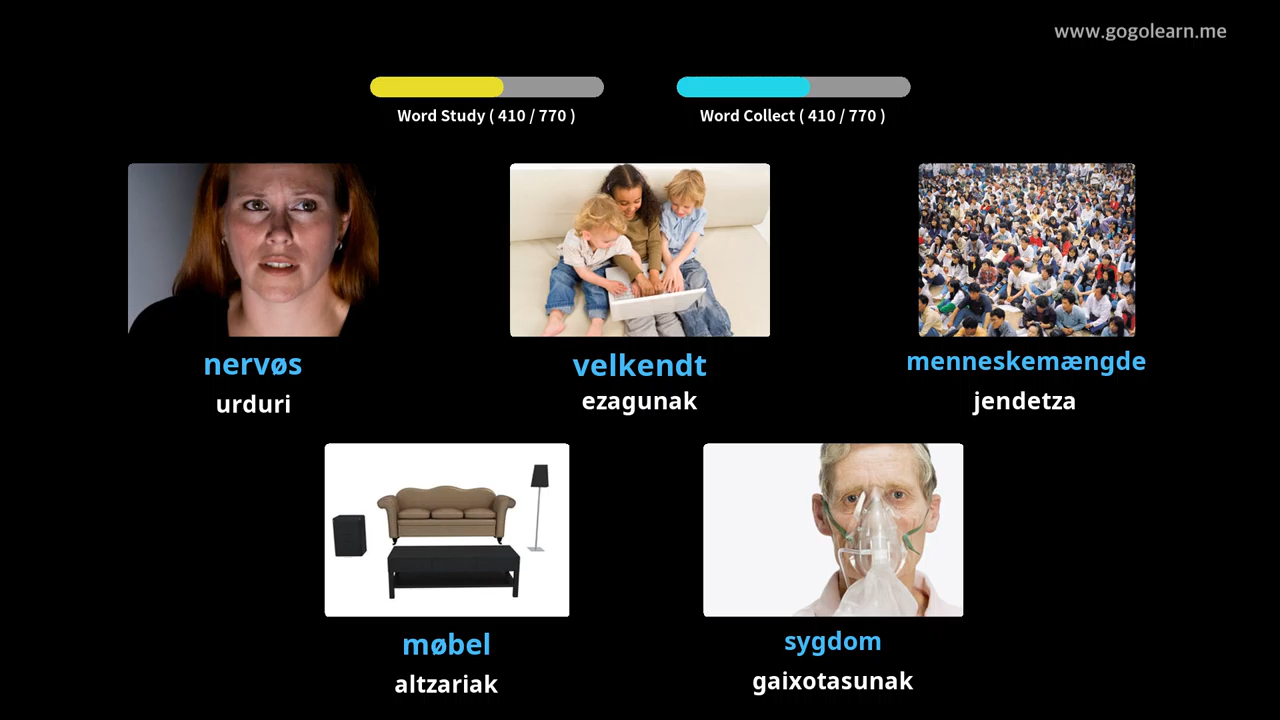 www.gogolearn.me
Word Study ( 410 / 770 )
Word Collect ( 410 / 770 )
nervøs
urduri
velkendt
ezagunak
menneskemængde
jendetza
møbel
altzariak
sygdom
gaixotasunak